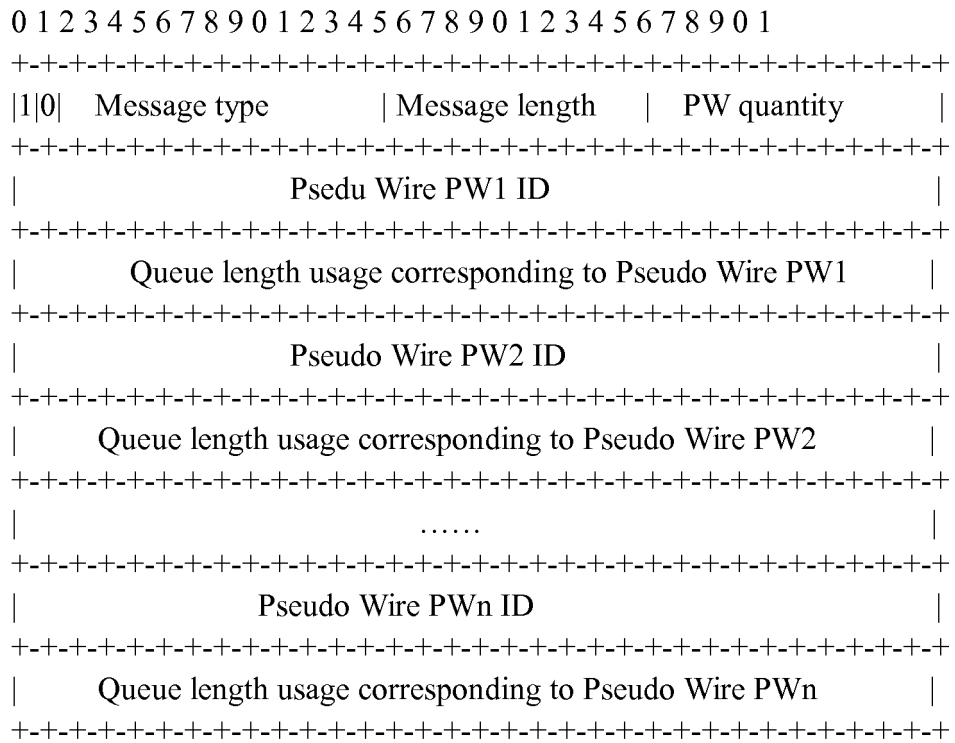 0 1 2 3 4 5 6 7 8 9 0 1 2 3 4 5 6 7 8 9 0 1 2 3 4 5 6 7 8 9 0 1
+-+-+-+-+-+-+-+-+-+-+-+-+-+-+-+-+-+-+-+-+-+-+-+-+-+-+-+-+-+-+-+-+
|1|0| Message type | Message length | PW quantity |
+-+-+-+-+-+-+-+-+-+-+-+-+-+-+-+-+-+-+-+-+-+-+-+-+-+-+-+-+-+-+-+-+
| Psedu Wire PW1 ID |
+-+-+-+-+-+-+-+-+-+-+-+-+-+-+-+-+-+-+-+-+-+-+-+-+-+-+-+-+-+-+-+-+
| Queue length usage corresponding to Pseudo Wire PW1 |
+-+-+-+-+-+-+-+-+-+-+-+-+-+-+-+-+-+-+-+-+-+-+-+-+-+-+-+-+-+-+-+-+
| Pseudo Wire PW2 ID |
+-+-+-+-+-+-+-+-+-+-+-+-+-+-+-+-+-+-+-+-+-+-+-+-+-+-+-+-+-+-+-+-+
| Queue length usage corresponding to Pseudo Wire PW2 |
+-+-+-+-+-+-+-+-+-+-+-+-+-+-+-+-+-+-+-+-+-+-+-+-+-+-+-+-+-+-+-+-+
| ...... |
+-+-+-+-+-+-+-+-+-+-+-+-+-+-+-+-+-+-+-+-+-+-+-+-+-+-+-+-+-+-+-+-+
| Pseudo Wire PWn ID |
+-+-+-+-+-+-+-+-+-+-+-+-+-+-+-+-+-+-+-+-+-+-+-+-+-+-+-+-+-+-+-+-+
| Queue length usage corresponding to Pseudo Wire PWn |
+-+-+-+-+-+-+-+-+-+-+-+-+-+-+-+-+-+-+-+-+-+-+-+-+-+-+-+-+-+-+-+-+